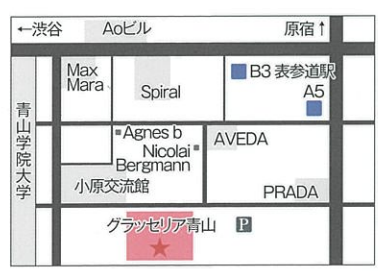 ←渋谷 Aoビル 原宿↑
Max
Mara
Spiral
B3 表参道駅
A5
青山学院大学
Agnes b
Nicolai
Bergmann
AVEDA
小原交流館
PRADA
グラッセリア青山 P